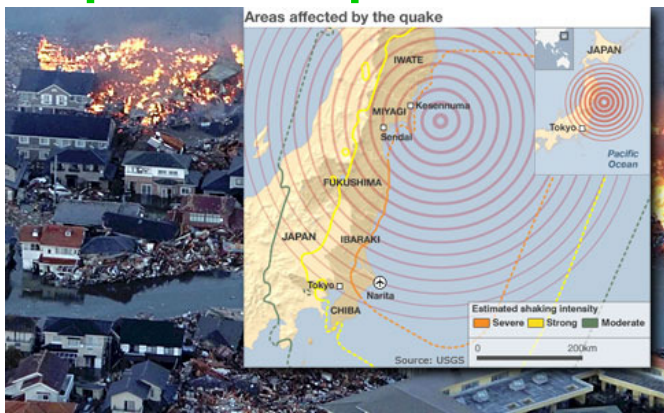 Areas affected by the quake
IWATE
JAPAN
MIYAGI
Kesennuma
Sendai
Tokyo
Pacific
Ocean
FUKUSHIMA
JAPAN
IBARAKI
Tokyo
Narita
CHIBA
Estimated shaking intensity
Severe Strong Moderate
0 200km
Source: USGS